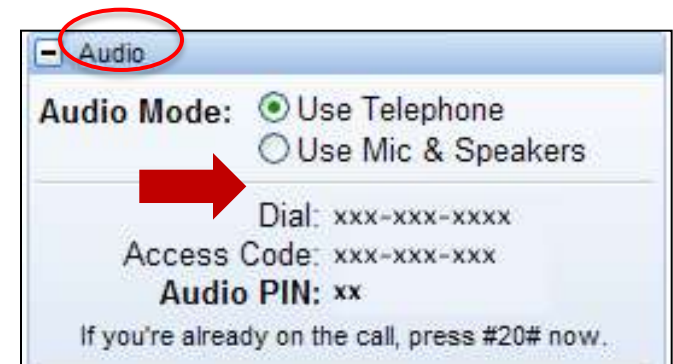 Audio
Audio Mode: Use Telephone
Use Mic & Speakers
Dial: xxx-xxx-xxxx
Access Code: xxx-xxx-xxx
Audio PIN: xx
If you're already on the call, press #20# now.